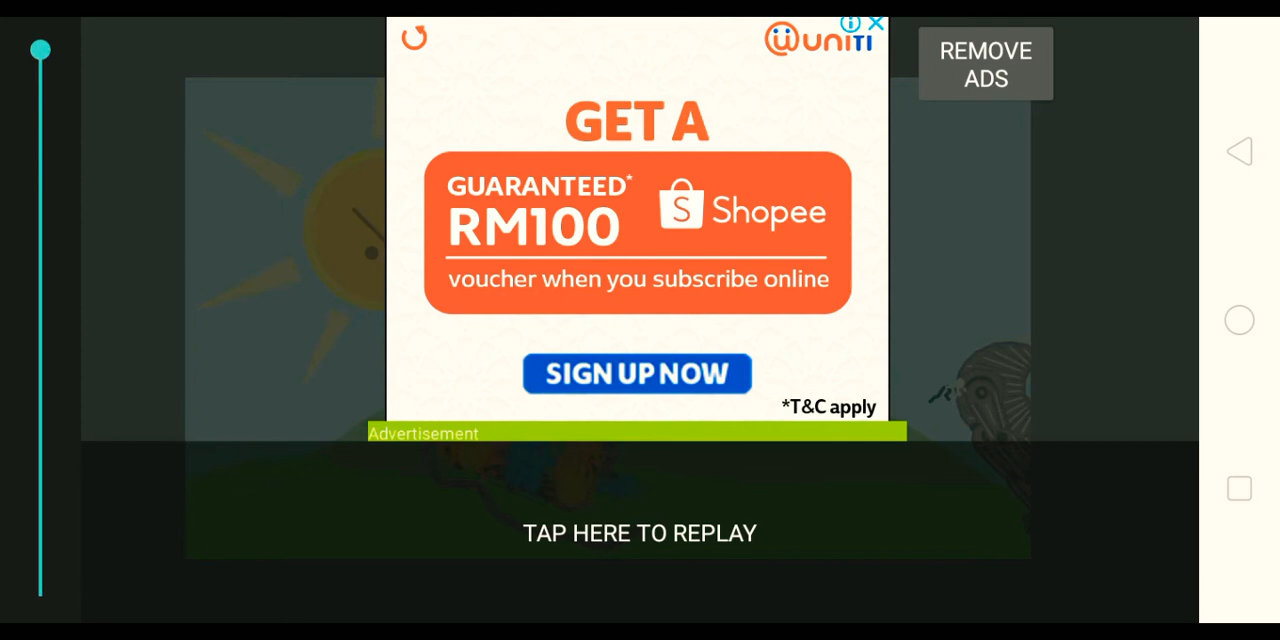 unitI
REMOVE
ADS
GET A
GUARANTEED*
RM100
Shopee
voucher when you subscribe online
SIGN UP NOW
*T&C apply
Advertisement
TAP HERE TO REPLAY